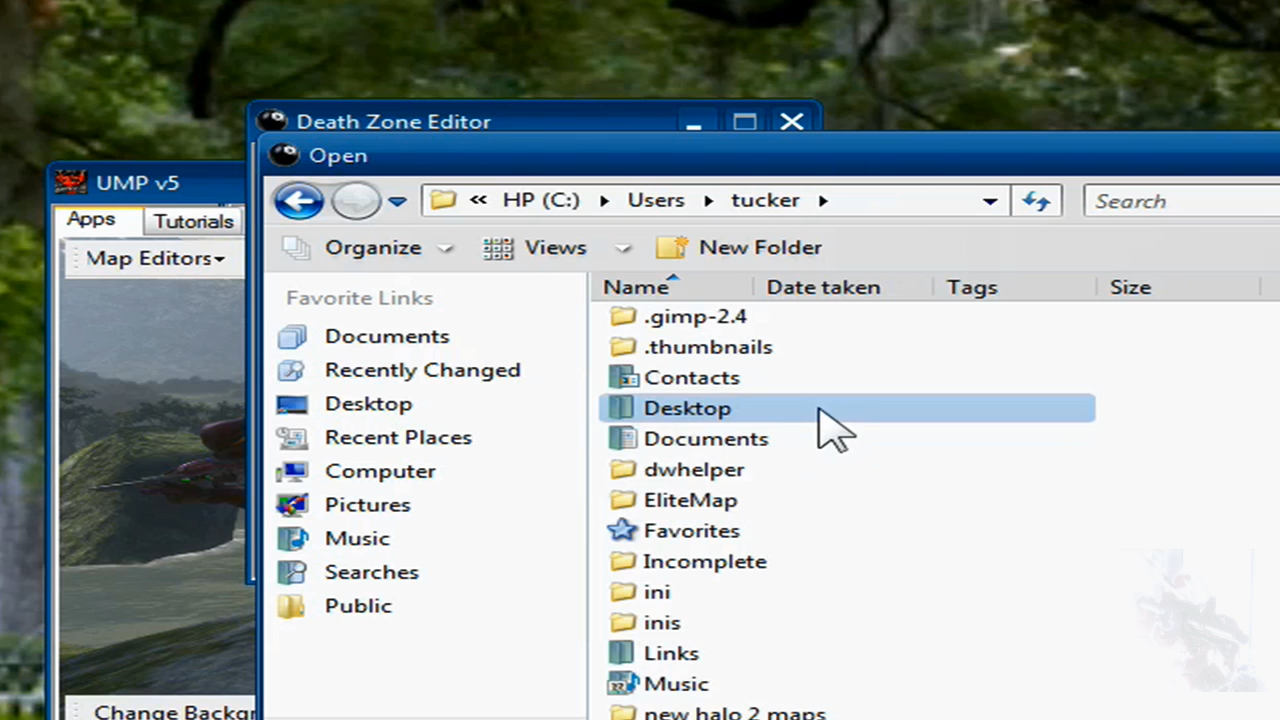 Death Zone Editor
Open
UMP v5
<< HP (C:) Users tucker
Search
Apps Tutorials
Organize Views New Folder
Map Editors
Name Date taken Tags Size
Favorite Links
Documents
Recently Changed
Desktop
Recent Places
Computer
Pictures
Music
Searches
Public
.gimp-2.4
.thumbnails
Contacts
Desktop
Documents
dwhelper
EliteMap
Favorites
Incomplete
ini
inis
Links
Music
new halo 2 maps
Change Backgr